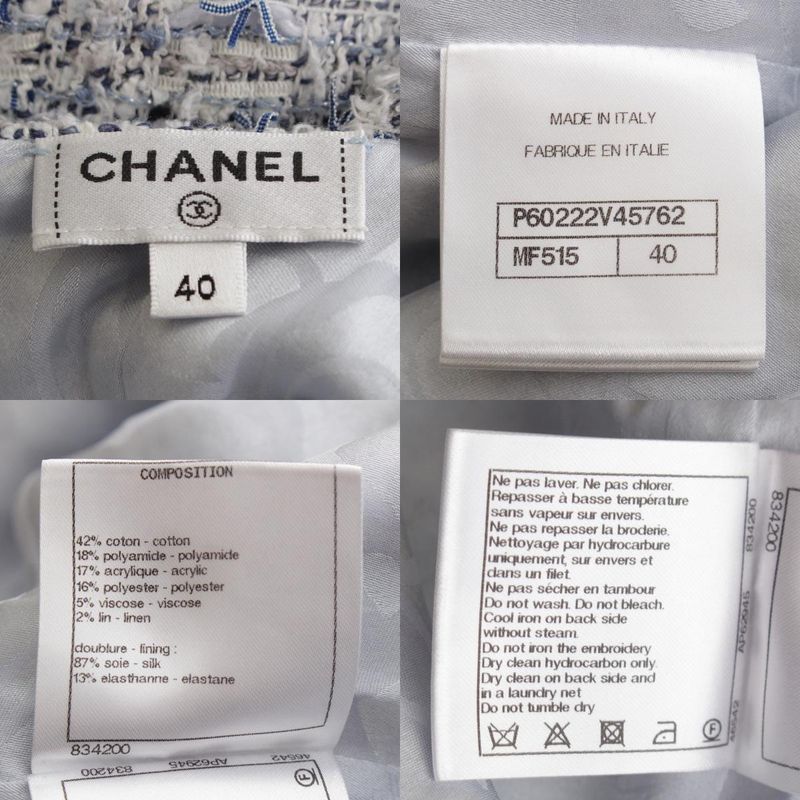 CHANEL
40
MADE IN ITALY
FABRIQUE EN ITALIE
P60222V45762
MF515 40
COMPOSITION
42% coton - cotton
18% polyamide - polyamide
17% acrylique - acrylic
16% polyester - polyester
5% viscose - viscose
2% lin - linen
doublure - lining :
87% soie - silk
13% elasthanne - elastane
834200
834200 AP62945 46542
Ne pas laver. Ne pas chlorer.
Repasser à basse température
sans vapeur sur envers.
Ne pas repasser la broderie.
Nettoyage par hydrocarbure
uniquement, sur envers et
dans un filet.
Ne pas sécher en tambour
Do not wash. Do not bleach.
Cool iron on back side
without steam.
Do not iron the embroidery
Dry clean hydrocarbon only.
Dry clean on back side and
in a laundry net
Do not tumble dry
F
46542 AP62945 834200
834200
F